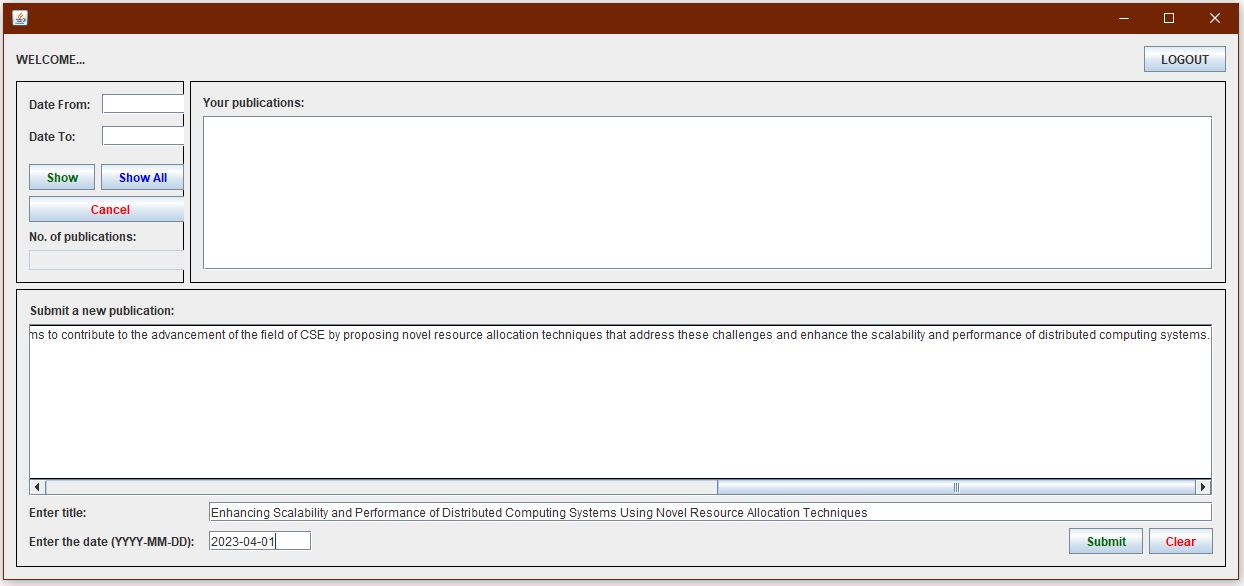 WELCOME...
LOGOUT
Date From:
Date To:
Show
Show All
Cancel
No. of publications:
Your publications:
Submit a new publication:
ms to contribute to the advancement of the field of CSE by proposing novel resource allocation techniques that address these challenges and enhance the scalability and performance of distributed computing systems.
Enter title:
Enhancing Scalability and Performance of Distributed Computing Systems Using Novel Resource Allocation Techniques
Enter the date (YYYY-MM-DD):
2023-04-01
Submit
Clear